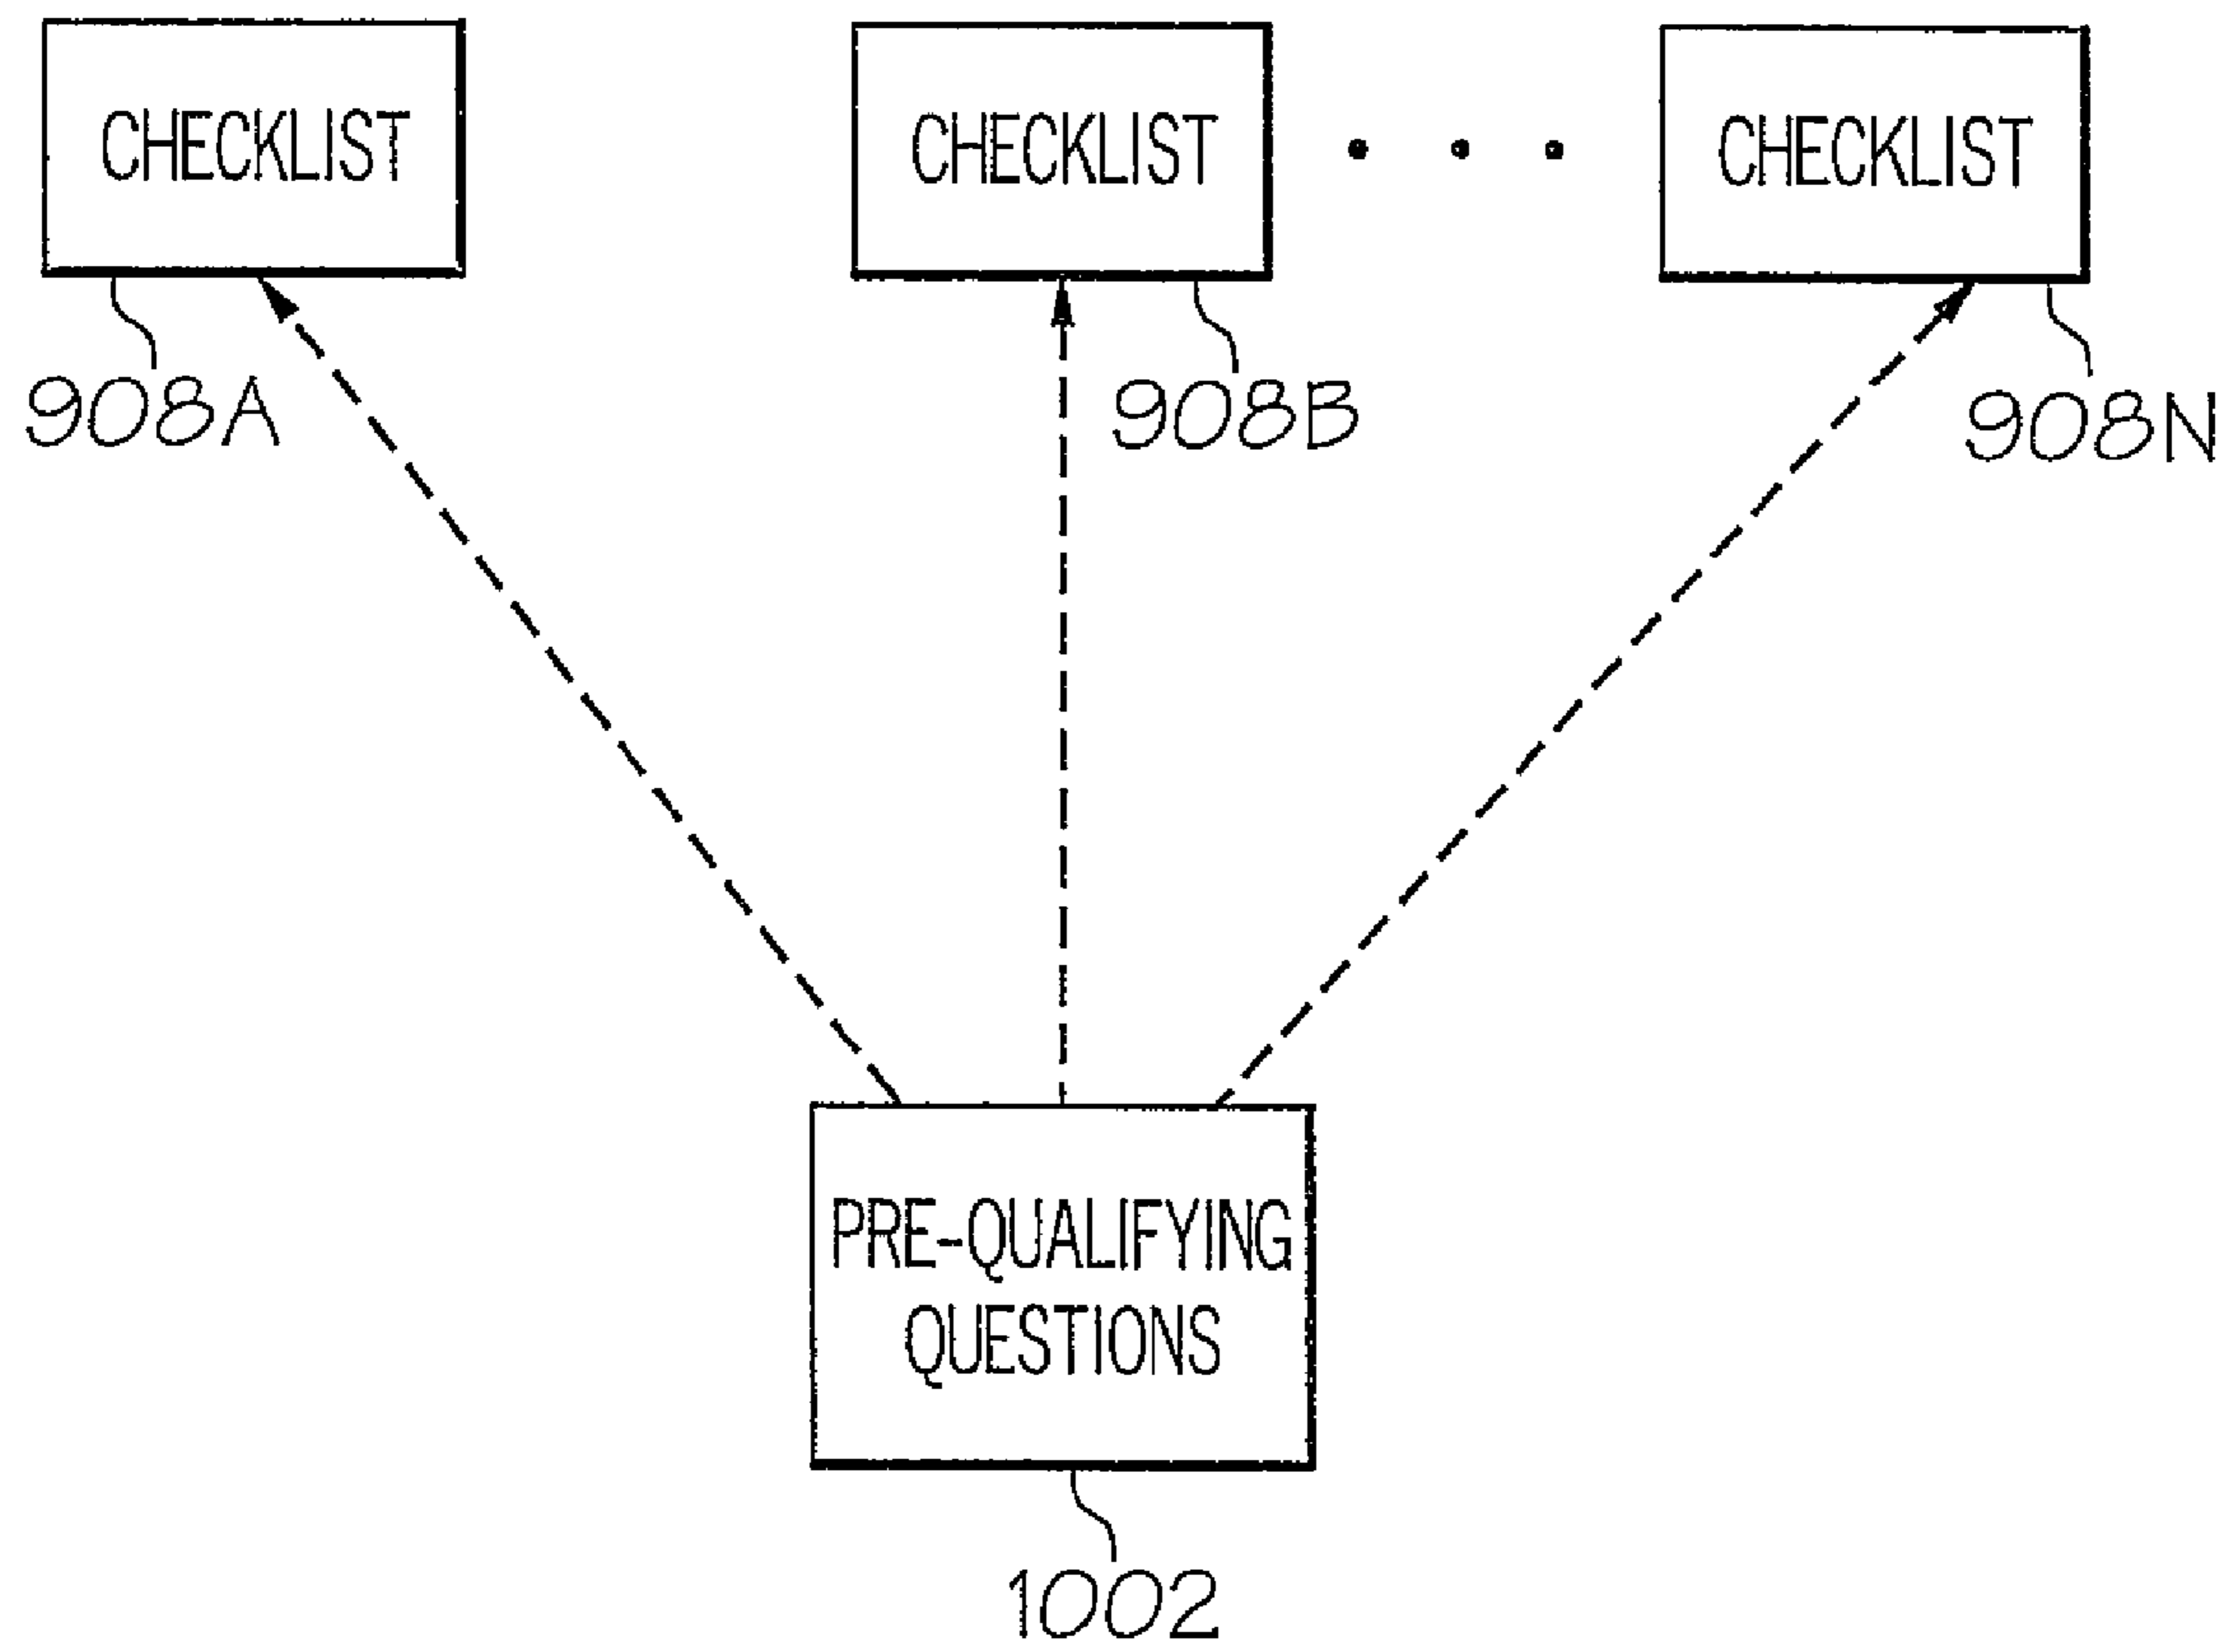 CHECKLIST
CHECKLIST
CHECKLIST
908A
908B
908N
PRE-QUALIFYING
QUESTIONS
1002